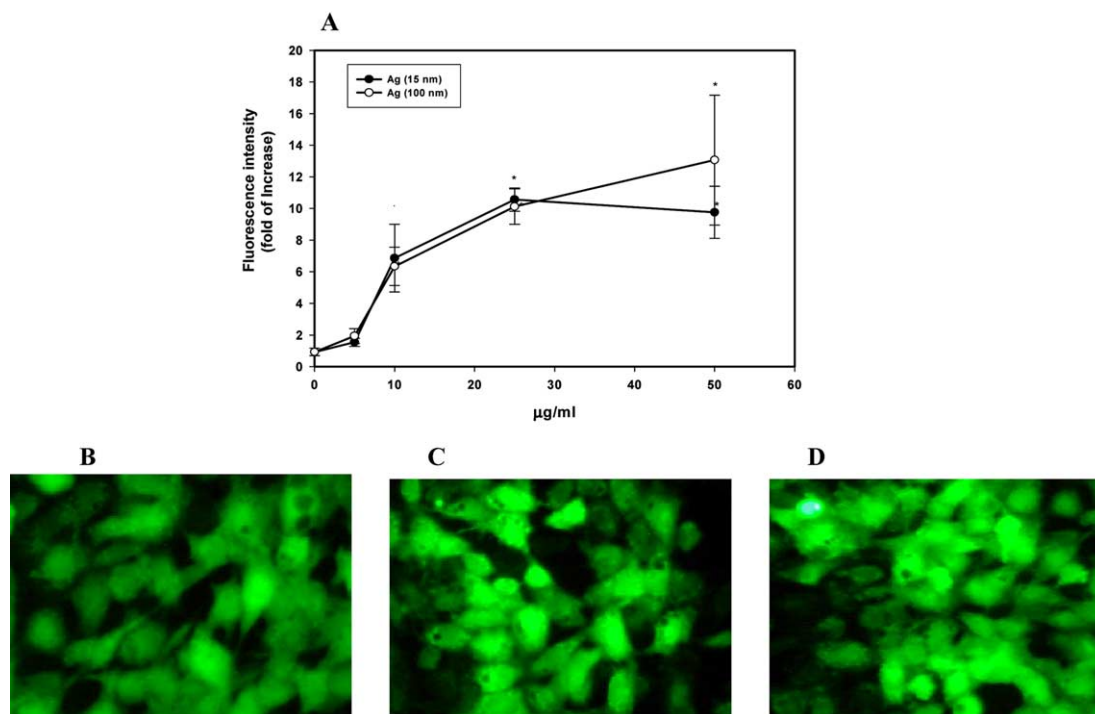 A
20
18
16
14
12
10
8
6
4
2
0
Fluorescence intensity
(fold of Increase)
Ag (15 nm)
Ag (100 nm)
*
*
*
0 10 20 30 40 50 60
µg/ml
B C D